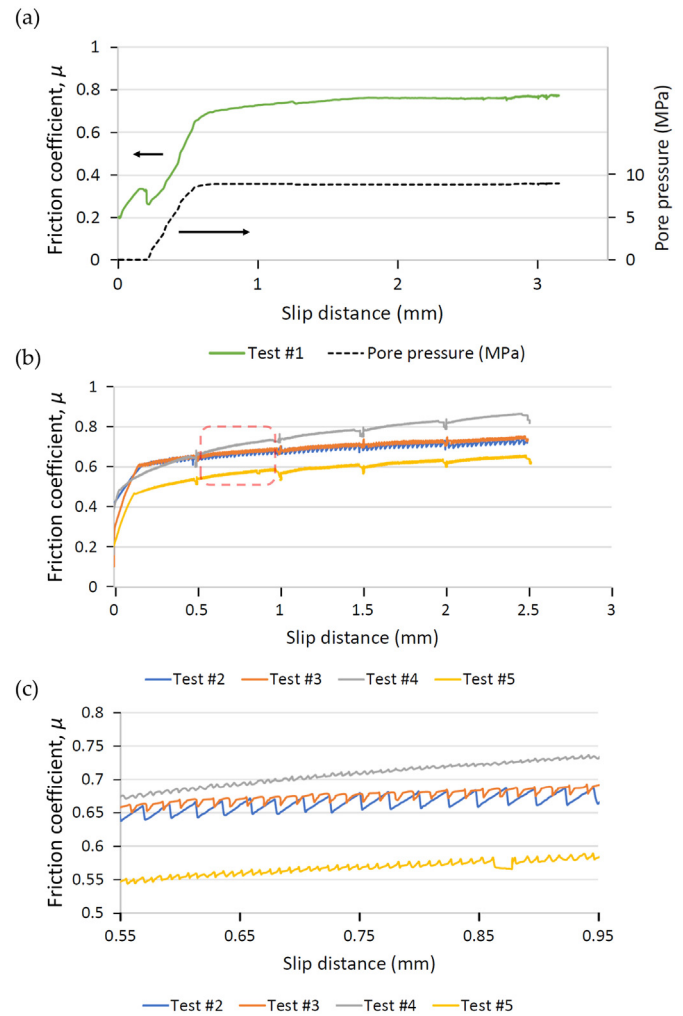 (a)
1
0.8
0.6
0.4
0.2
0
10
5
0
Friction coefficient, μ
Pore pressure (MPa)
0 1 2 3
Slip distance (mm)
Test #1 Pore pressure (MPa)
(b)
1
0.8
0.6
0.4
0.2
0
Friction coefficient, μ
0 0.5 1 1.5 2 2.5 3
Slip distance (mm)
Test #2 Test #3 Test #4 Test #5
(c)
0.8
0.75
0.7
0.65
0.6
0.55
0.5
Friction coefficient, μ
0.55 0.65 0.75 0.85 0.95
Slip distance (mm)
Test #2 Test #3 Test #4 Test #5